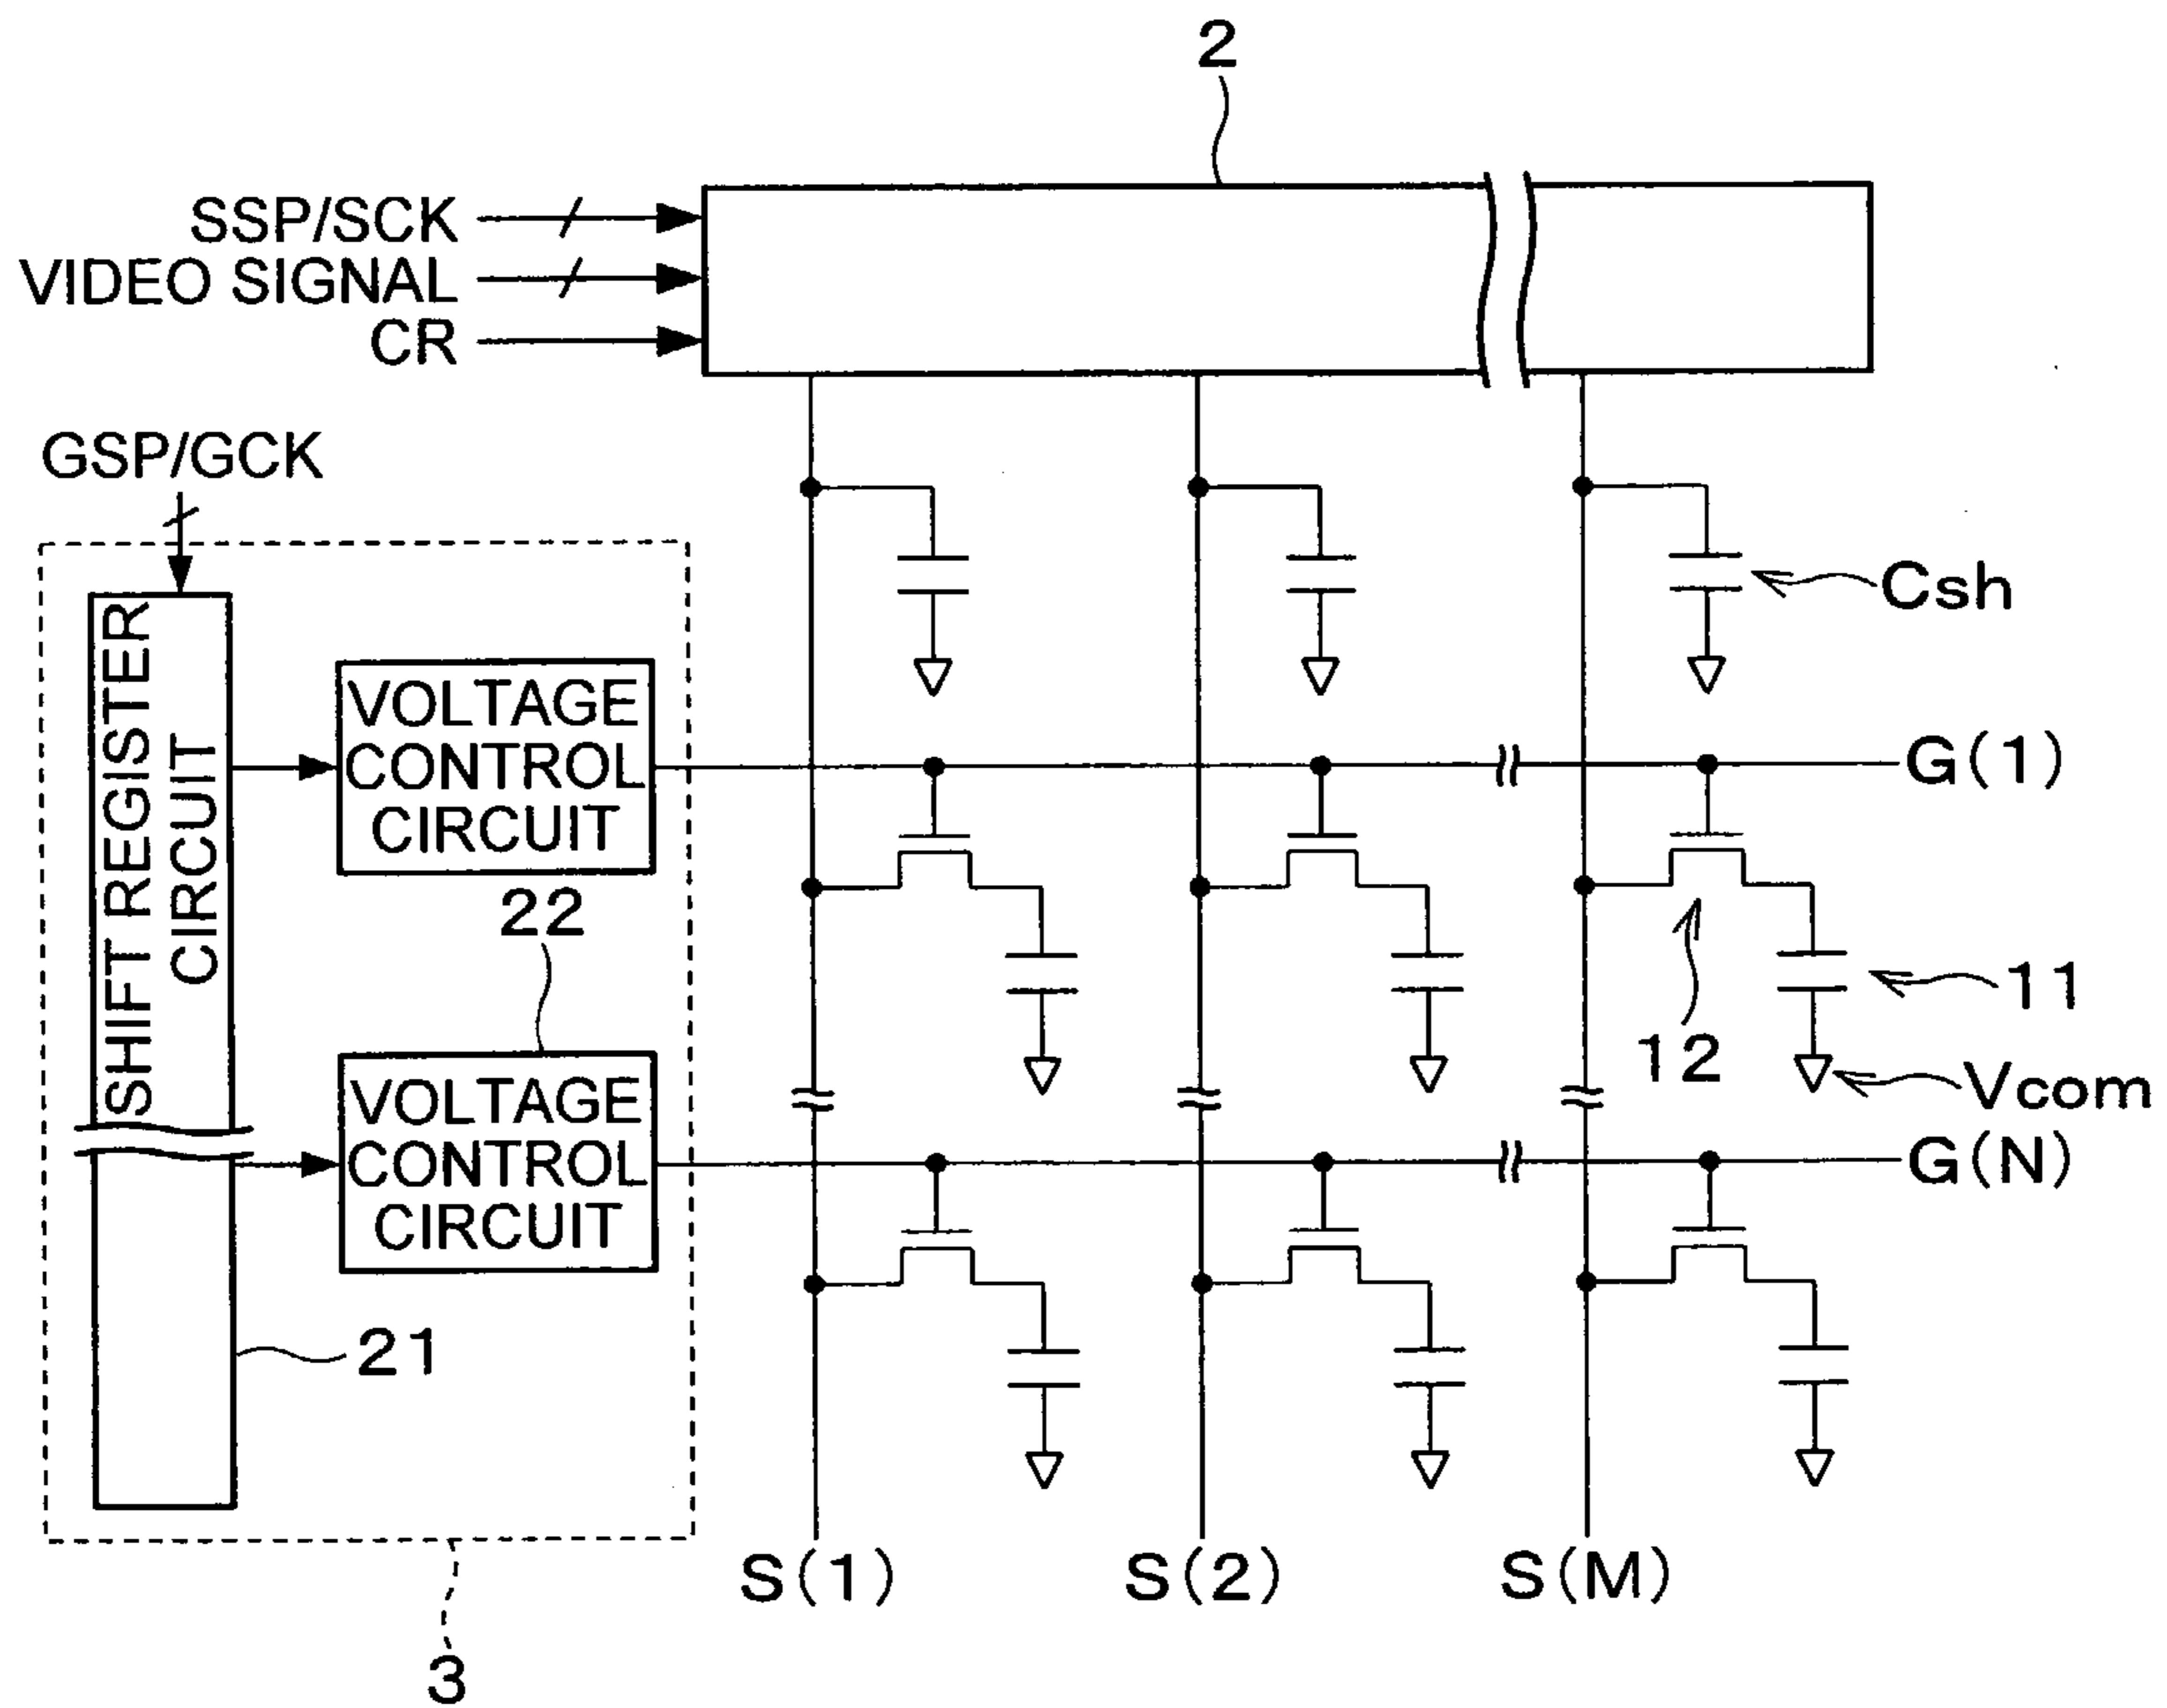 2
SSP/SCK
VIDEO SIGNAL
CR
GSP/GCK
Csh
SHIFT REGISTER
CIRCUIT
VOLTAGE
CONTROL
CIRCUIT
G(1)
22
11
12
Vcom
VOLTAGE
CONTROL
CIRCUIT
G(N)
21
S(1)
S(2)
S(M)
3